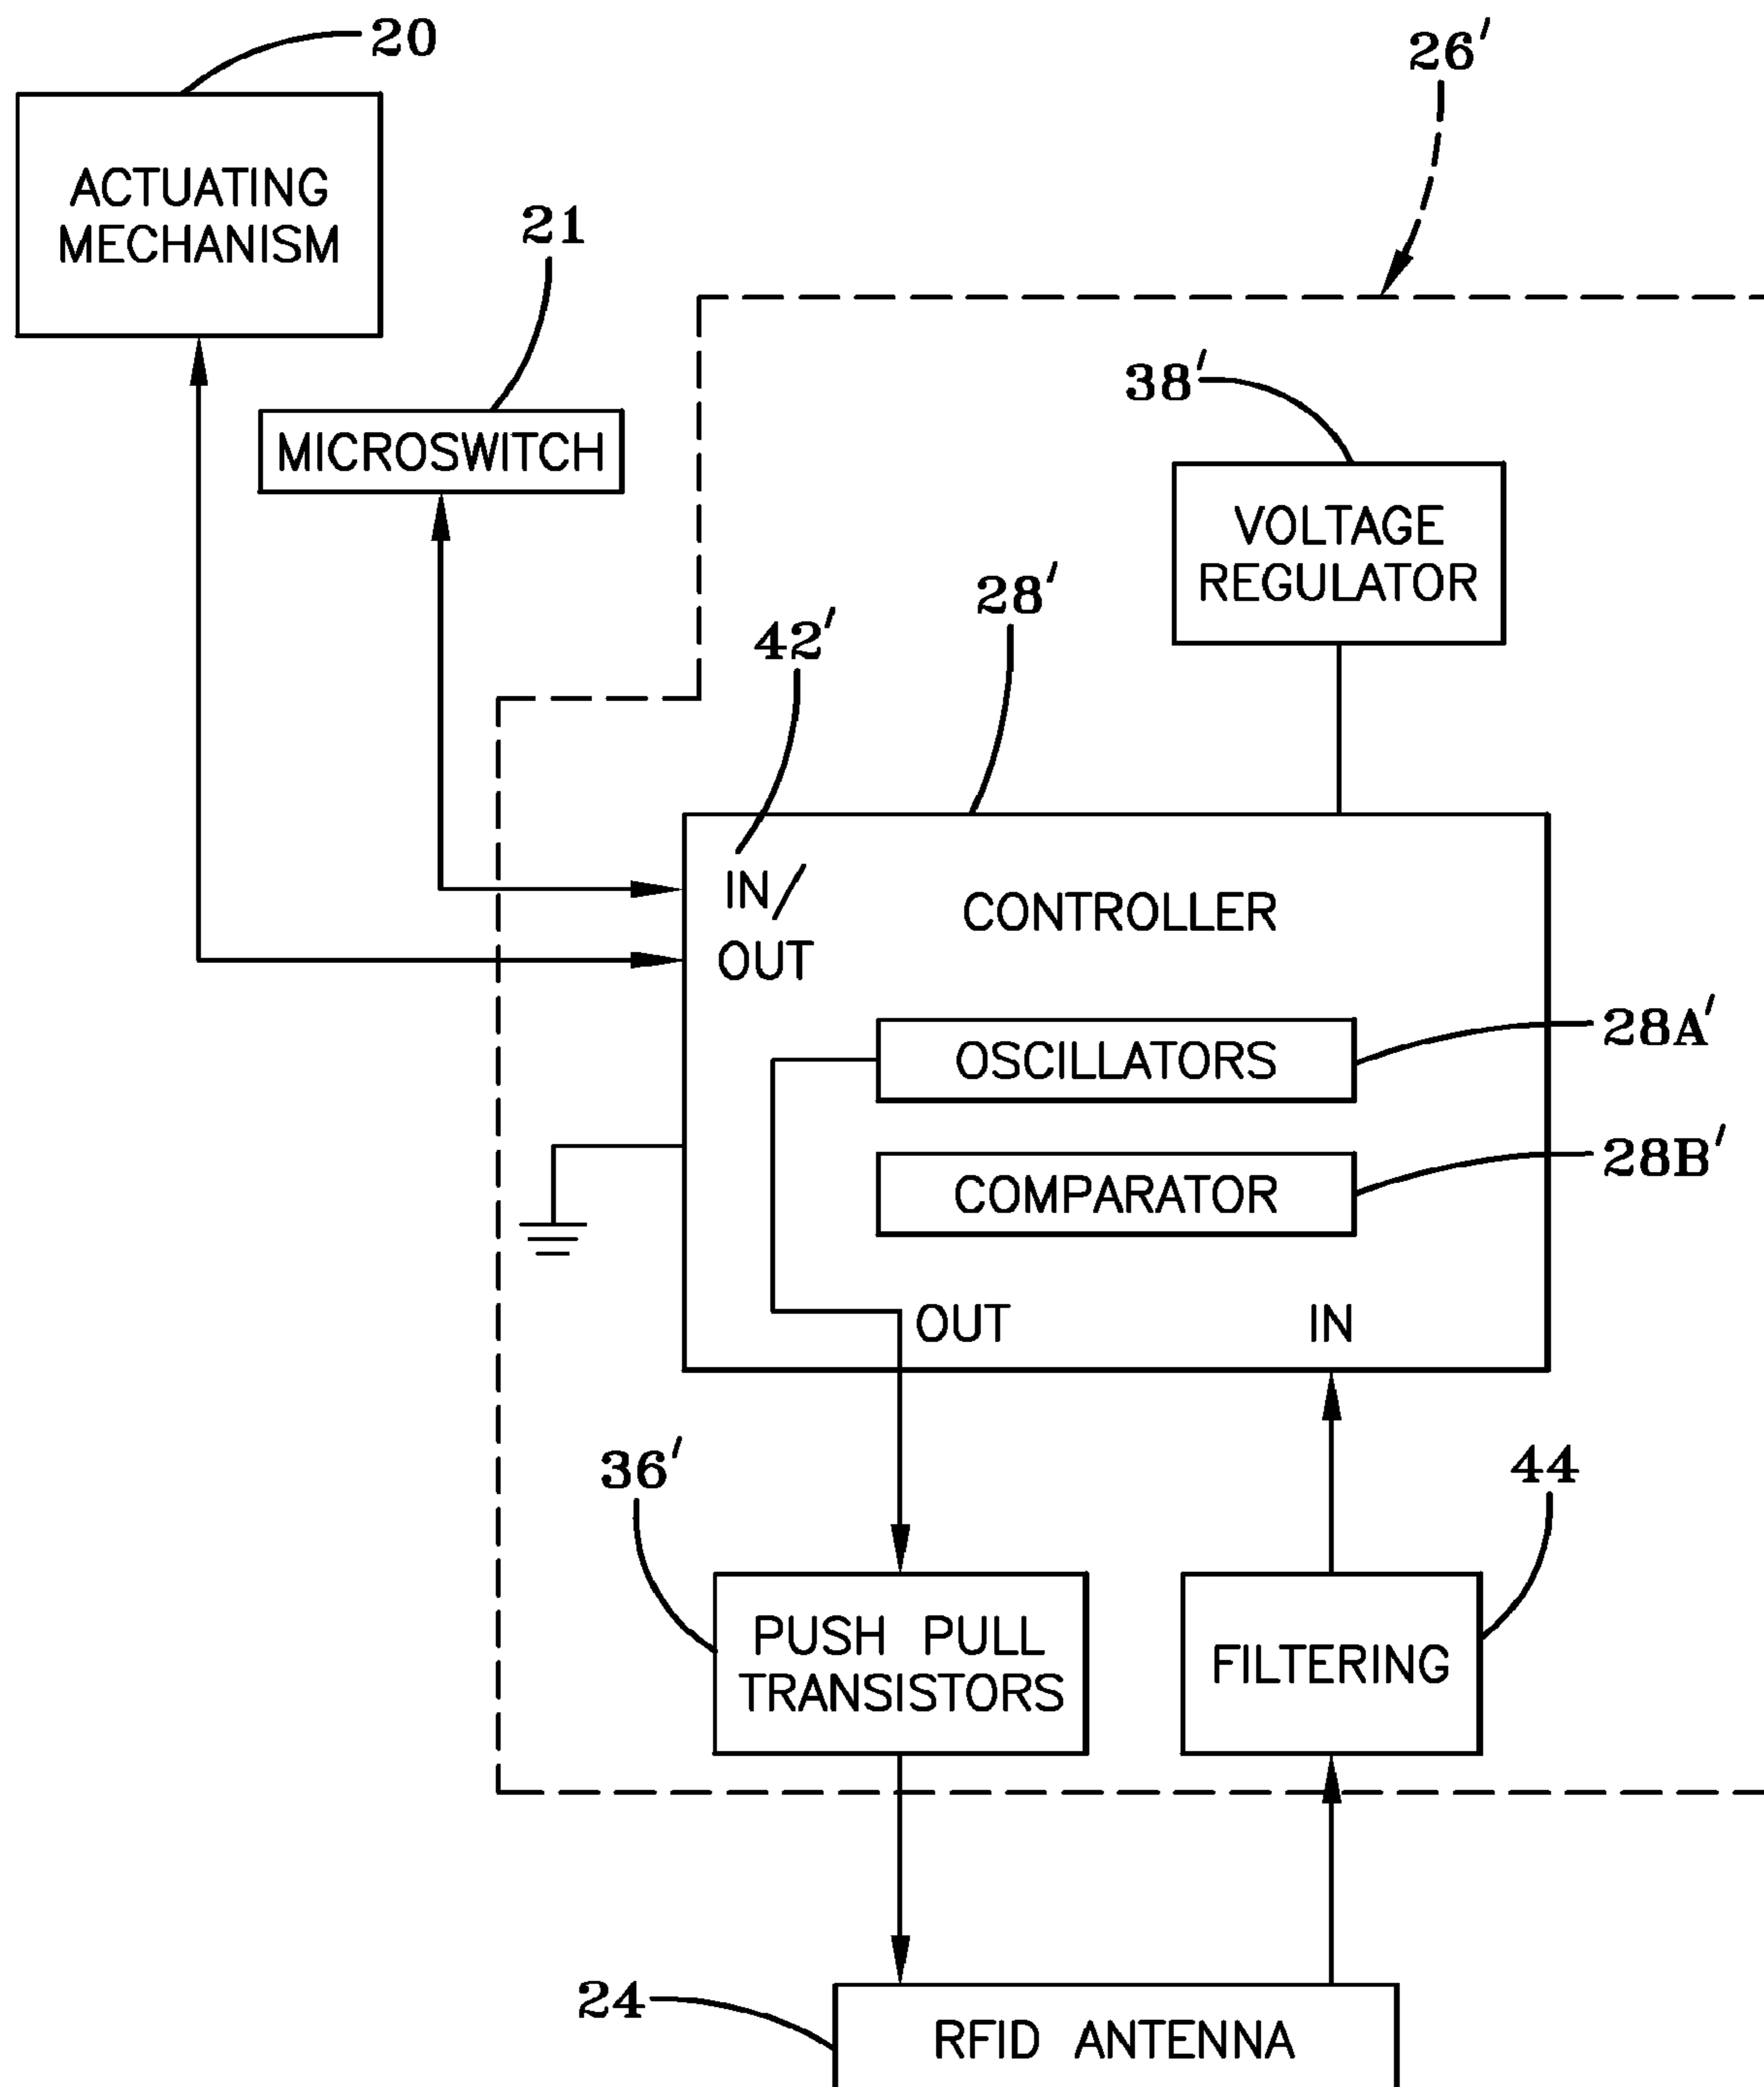 20
26'
ACTUATING
MECHANISM
21
38'
MICROSWITCH
VOLTAGE
REGULATOR
28'
42'
IN/
OUT
CONTROLLER
28A'
OSCILLATORS
28B'
COMPARATOR
OUT
IN
36'
44
PUSH PULL
TRANSISTORS
FILTERING
24
RFID ANTENNA